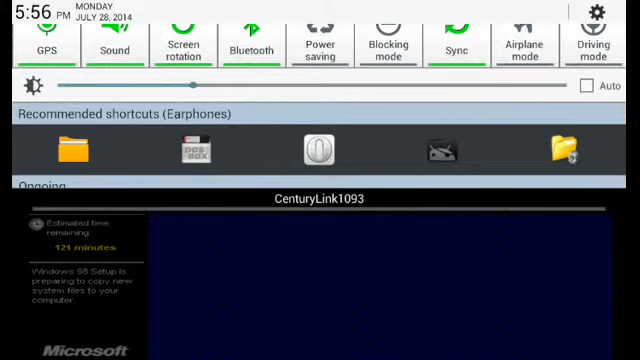 5:56 PM
MONDAY
JULY 28, 2014
GPS
Sound
Screen rotation
Bluetooth
Power saving
Blocking mode
Sync
Airplane mode
Driving mode
Auto
Recommended shortcuts (Earphones)
DOS
BOX
Ongoing
CenturyLink1093
Estimated time
remaining:
121 minutes
Windows 98 Setup is
preparing to copy new
system files to your
computer.
Microsoft